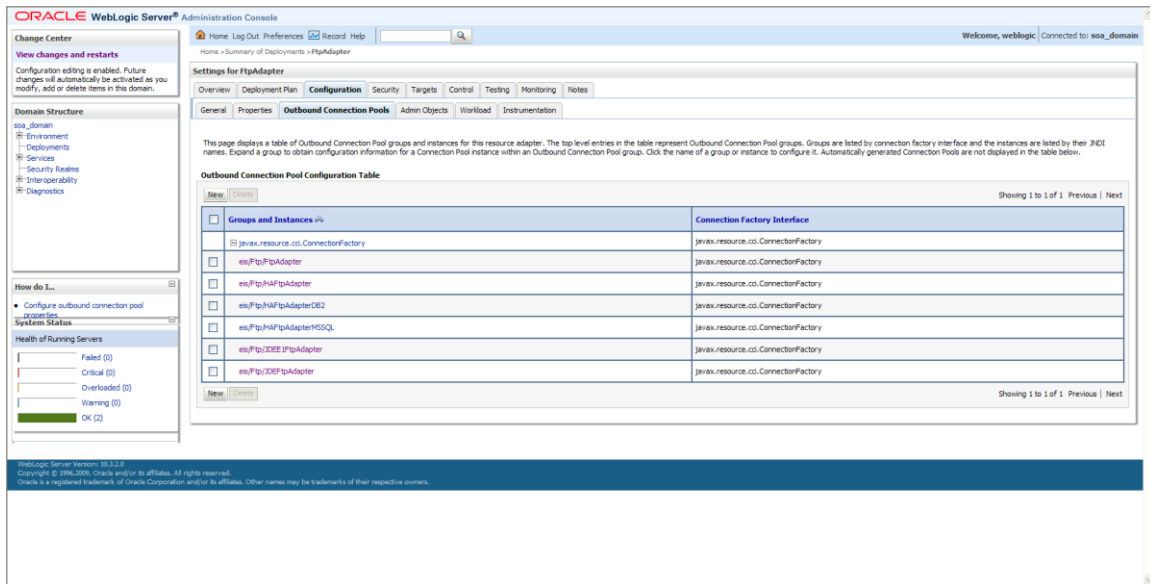 ORACLE WebLogic Server® Administration Console
Change Center
View changes and restarts
Configuration editing is enabled. Future
changes will automatically be activated as you
modify, add or delete items in this domain.
Domain Structure
soa_domain
Environment
Deployments
Services
Security Realms
Interoperability
Diagnostics
How do I...
Configure outbound connection pool
properties
System Status
Health of Running Servers
Failed (0)
Critical (0)
Overloaded (0)
Warning (0)
OK (2)
Home Log Out Preferences Record Help
Welcome, weblogic Connected to: soa_domain
Home >Summary of Deployments >FtpAdapter
Settings for FtpAdapter
Overview Deployment Plan Configuration Security Targets Control Testing Monitoring Notes
General Properties Outbound Connection Pools Admin Objects Workload Instrumentation
This page displays a table of Outbound Connection Pool groups and instances for this resource adapter. The top level entries in the table represent Outbound Connection Pool groups. Groups are listed by connection factory interface and the instances are listed by their JNDI
names. Expand a group to obtain configuration information for a Connection Pool instance within an Outbound Connection Pool group. Click the name of a group or instance to configure it. Automatically generated Connection Pools are not displayed in the table below.
Outbound Connection Pool Configuration Table
New Delete Showing 1 to 1 of 1 Previous | Next
Groups and Instances Connection Factory Interface
javax.resource.cci.ConnectionFactory javax.resource.cci.ConnectionFactory
eis/Ftp/FtpAdapter javax.resource.cci.ConnectionFactory
eis/Ftp/HAFtpAdapter javax.resource.cci.ConnectionFactory
eis/Ftp/HAFtpAdapterDB2 javax.resource.cci.ConnectionFactory
eis/Ftp/HAFtpAdapterMSSQL javax.resource.cci.ConnectionFactory
eis/Ftp/JDEE1FtpAdapter javax.resource.cci.ConnectionFactory
eis/Ftp/JDEFtpAdapter javax.resource.cci.ConnectionFactory
New Delete Showing 1 to 1 of 1 Previous | Next
WebLogic Server Version: 10.3.2.0
Copyright © 1996,2009, Oracle and/or its affiliates. All rights reserved.
Oracle is a registered trademark of Oracle Corporation and/or its affiliates. Other names may be trademarks of their respective owners.